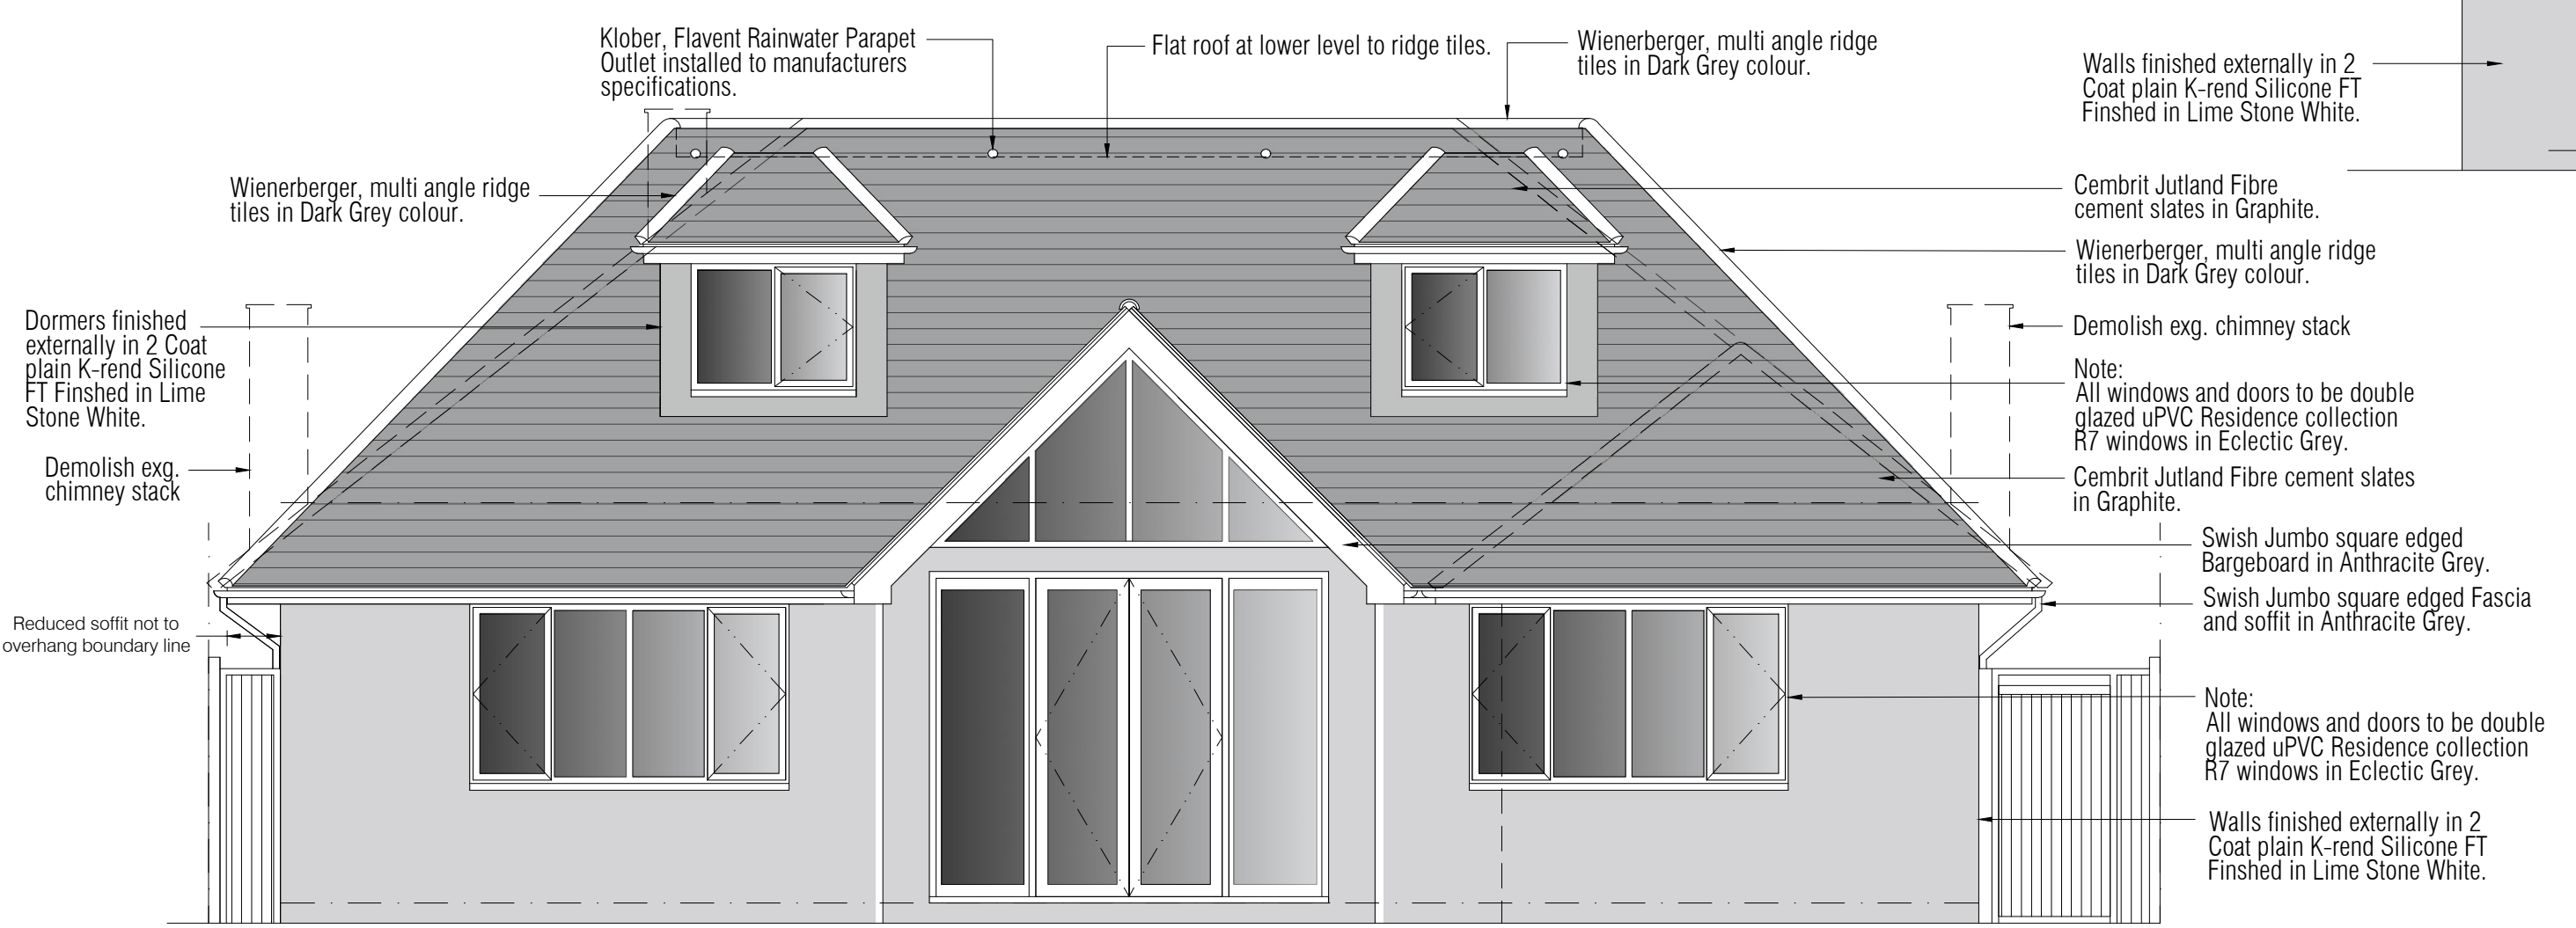 Klober, Flavent Rainwater Parapet
Outlet installed to manufacturers
specifications.
Flat roof at lower level to ridge tiles.
Wienerberger, multi angle ridge
tiles in Dark Grey colour.
Walls finished externally in 2
Coat plain K-rend Silicone FT
Finshed in Lime Stone White.
Wienerberger, multi angle ridge
tiles in Dark Grey colour.
Cembrit Jutland Fibre
cement slates in Graphite.
Wienerberger, multi angle ridge
tiles in Dark Grey colour.
Dormers finished
externally in 2 Coat
plain K-rend Silicone
FT Finshed in Lime
Stone White.
Demolish exg. chimney stack
Note:
All windows and doors to be double
glazed uPVC Residence collection
R7 windows in Eclectic Grey.
Demolish exg.
chimney stack
Cembrit Jutland Fibre cement slates
in Graphite.
Swish Jumbo square edged
Bargeboard in Anthracite Grey.
Swish Jumbo square edged Fascia
and soffit in Anthracite Grey.
Reduced soffit not to
overhang boundary line
Note:
All windows and doors to be double
glazed uPVC Residence collection
R7 windows in Eclectic Grey.
Walls finished externally in 2
Coat plain K-rend Silicone FT
Finshed in Lime Stone White.